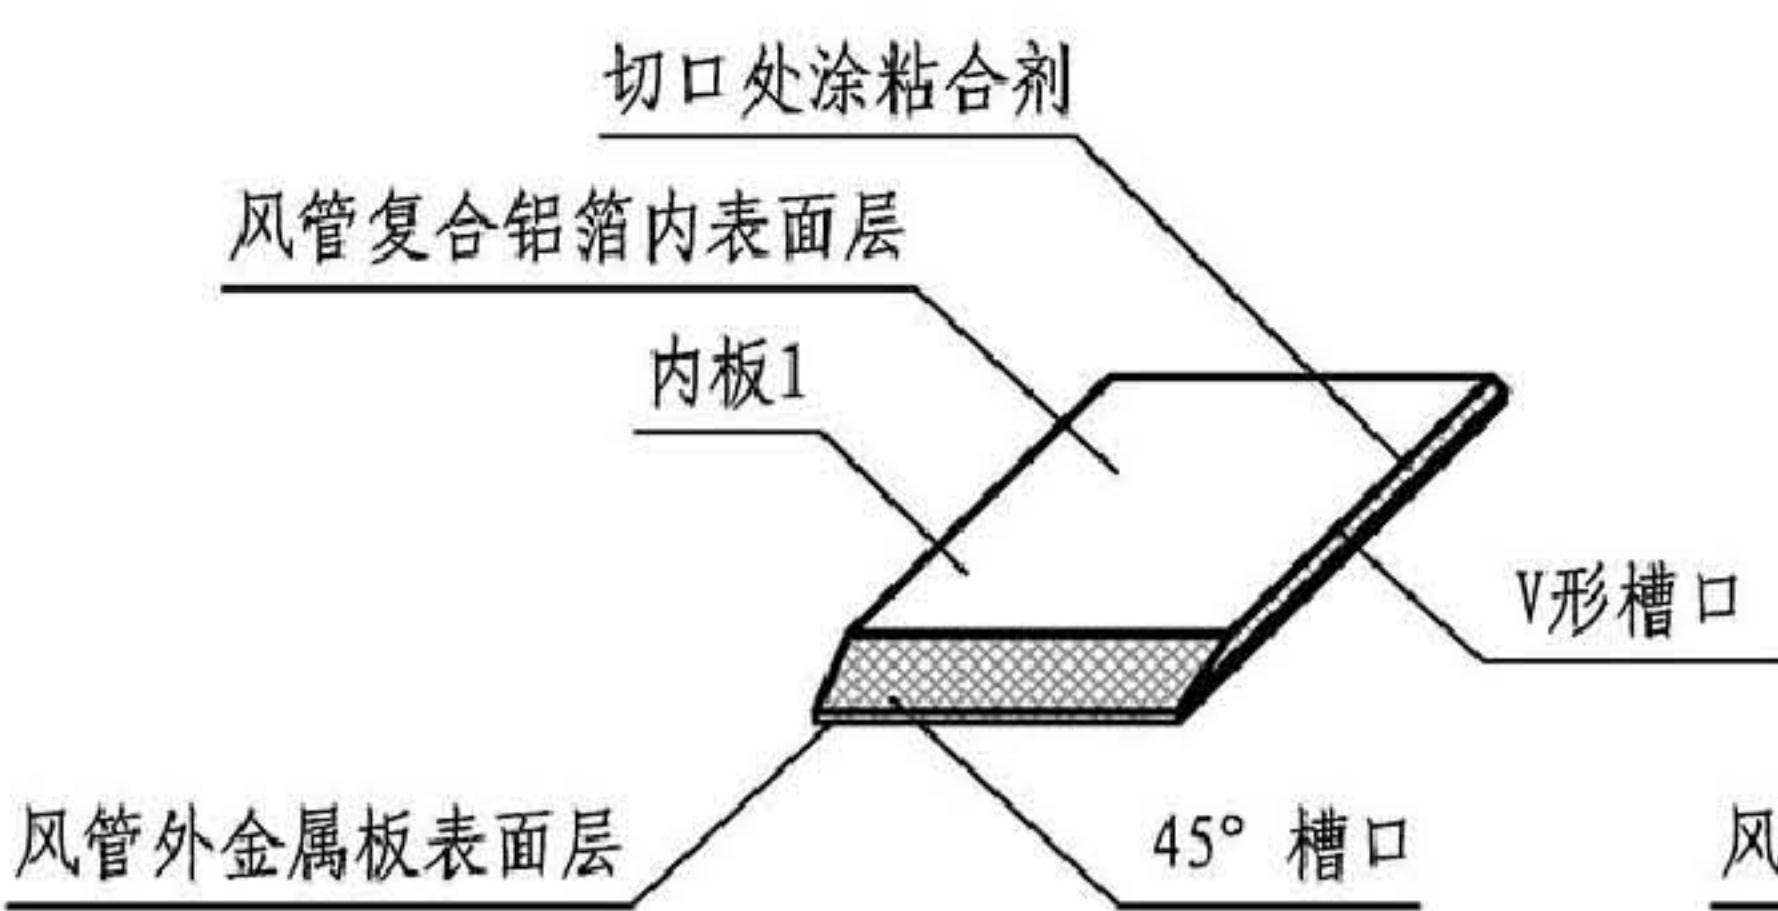 切口处涂粘合剂
风管复合铝箔内表面层
内板1
V形槽口
风管外金属板表面层
45° 槽口
风